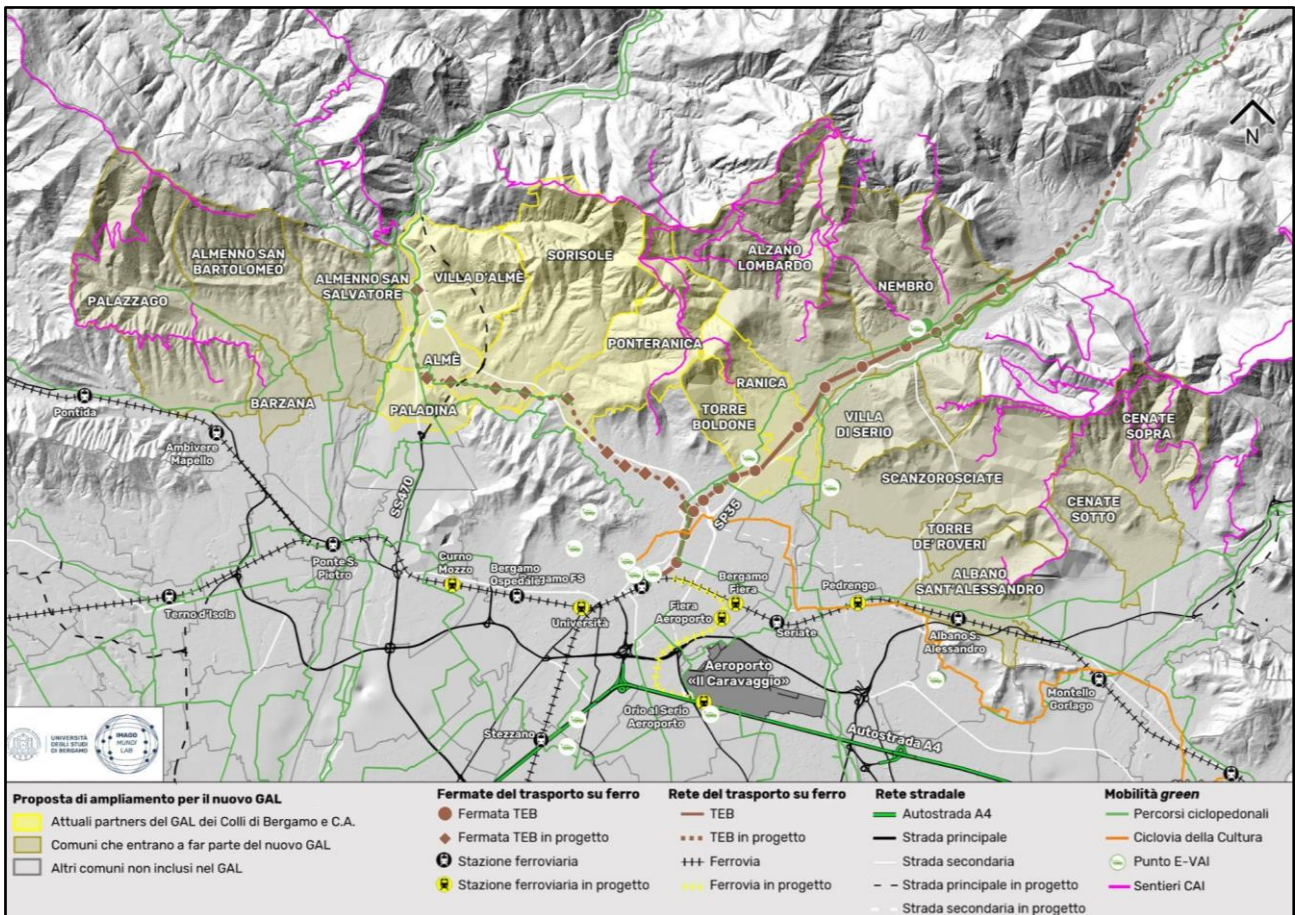 N
ALMENNO SAN
BARTOLOMEO
ALMENNO SAN
SALVATORE
VILLA D'ALMÈ
SORISOLE
ALZANO
LOMBARDO
NEMBRO
PALAZZAGO
PONTERANICA
ALMÈ
RANICA
BARZANA
PALADINA
TORRE
BOLDONE
VILLA
DI SERIO
CENATE
SOPRA
Pontida
Ambivere
Mapello
SCANZOROSCIATE
CENATE
SOTTO
SS470
SP35
TORRE
DE' ROVERI
ALBANO
SANT'ALESSANDRO
Ponte S.
Pietro
Curno
Mozzo
Bergamo
Ospedale
Bergamo FS
Bergamo
Fiera
Pedrengo
Terno d'Isola
Università
Fiera
Aeroporto
Seriate
Albano S.
Alessandro
Aeroporto
«Il Caravaggio»
Montello
Gorlago
Orio al Serio
Aeroporto
Stezzano
Autostrada A4
UNIVERSITÀ
DEGLI STUDI
DI BERGAMO
IMAGO
MUNDI
LAB
Proposta di ampliamento per il nuovo GAL
Attuali partners del GAL dei Colli di Bergamo e C.A.
Comuni che entrano a far parte del nuovo GAL
Altri comuni non inclusi nel GAL
Fermate del trasporto su ferro
Fermata TEB
Fermata TEB in progetto
Stazione ferroviaria
Stazione ferroviaria in progetto
Rete del trasporto su ferro
TEB
TEB in progetto
Ferrovia
Ferrovia in progetto
Rete stradale
Autostrada A4
Strada principale
Strada secondaria
Strada principale in progetto
Strada secondaria in progetto
Mobilità green
Percorsi ciclopedonali
Ciclovia della Cultura
Punto E-VAI
Sentieri CAI